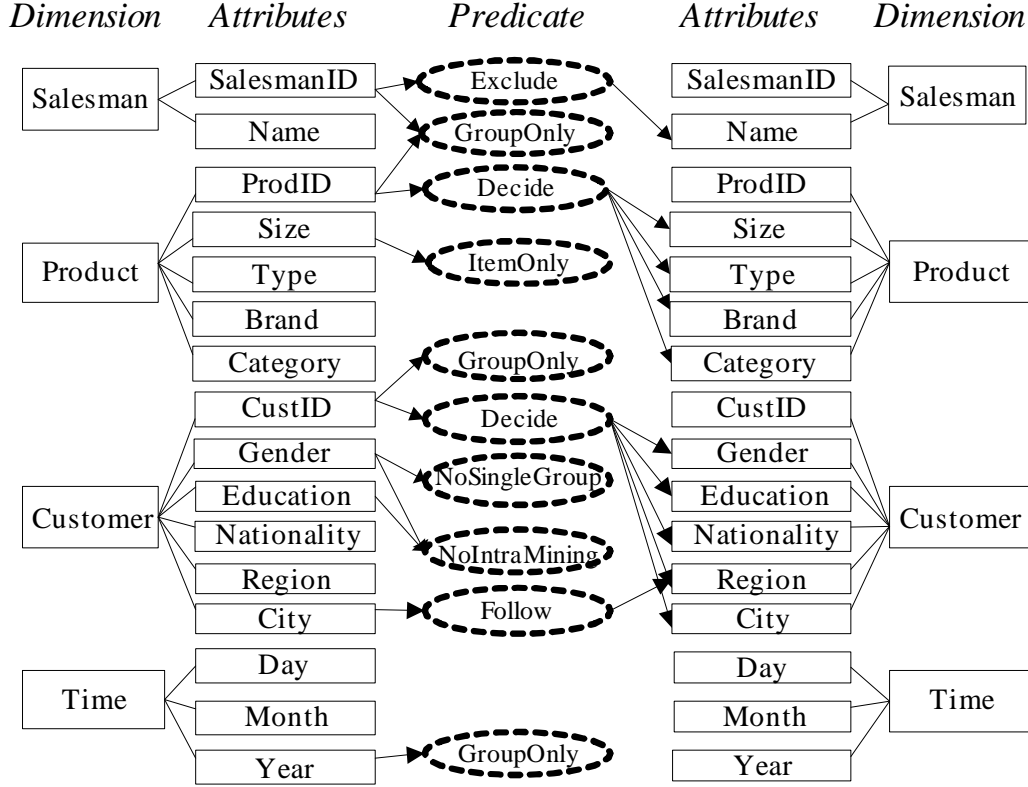 Dimension Attributes Predicate Attributes Dimension
SalesmanID Exclude SalesmanID
Salesman Salesman
Name GroupOnly Name
ProdID Decide ProdID
Size Size
Product ItemOnly Product
Type Type
Brand Brand
Category GroupOnly Category
CustID Decide CustID
Gender Gender
NoSingleGroup
Education Education
Customer Customer
Nationality Nationality
NoIntraMining
Region Region
City Follow City
Day Day
Time Time
Month Month
Year GroupOnly Year